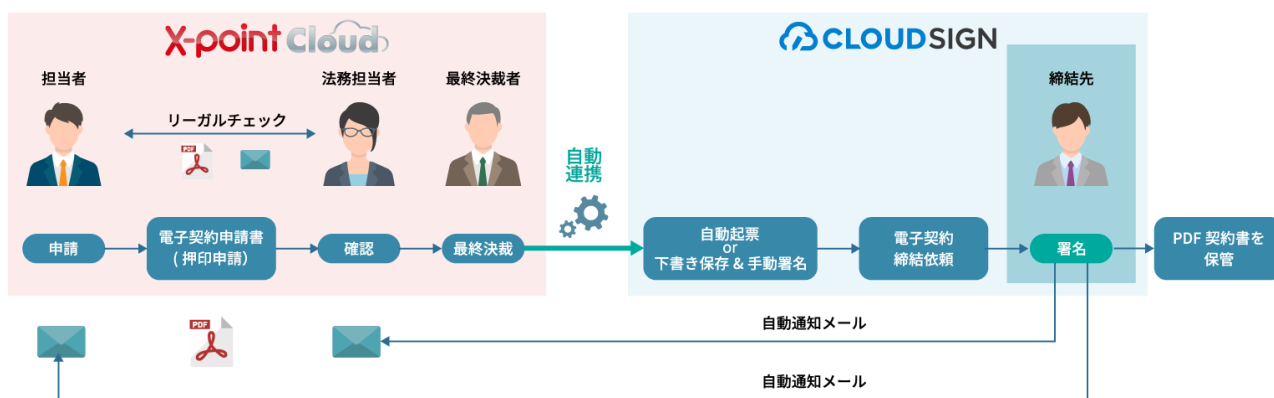 X-point Cloud
CLOUDSIGN
担当者
法務担当者
最終決裁者
締結先
リーガルチェック
PDF
自動
連携
申請
電子契約申請書
(押印申請)
確認
最終決裁
自動起票
or
下書き保存 & 手動署名
電子契約
締結依頼
署名
PDF 契約書を
保管
PDF
自動通知メール
自動通知メール